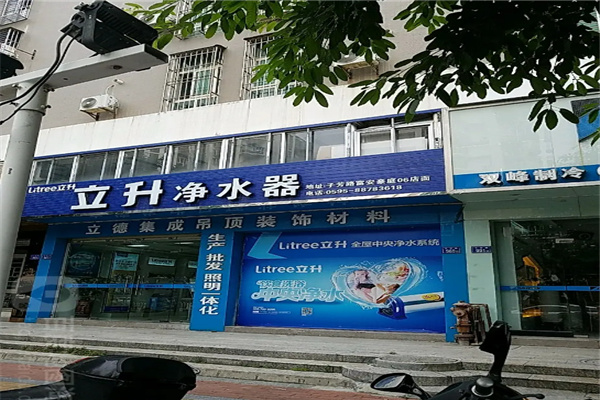 Litree立升
立升净水器
地址:子芳路富安豪庭06店面
电话:0595-88783618
双峰制冷
立德集成吊顶装饰材料
生产 批发 照明一体化
Litree立升 全屋中央净水系统
Litree立升
净水